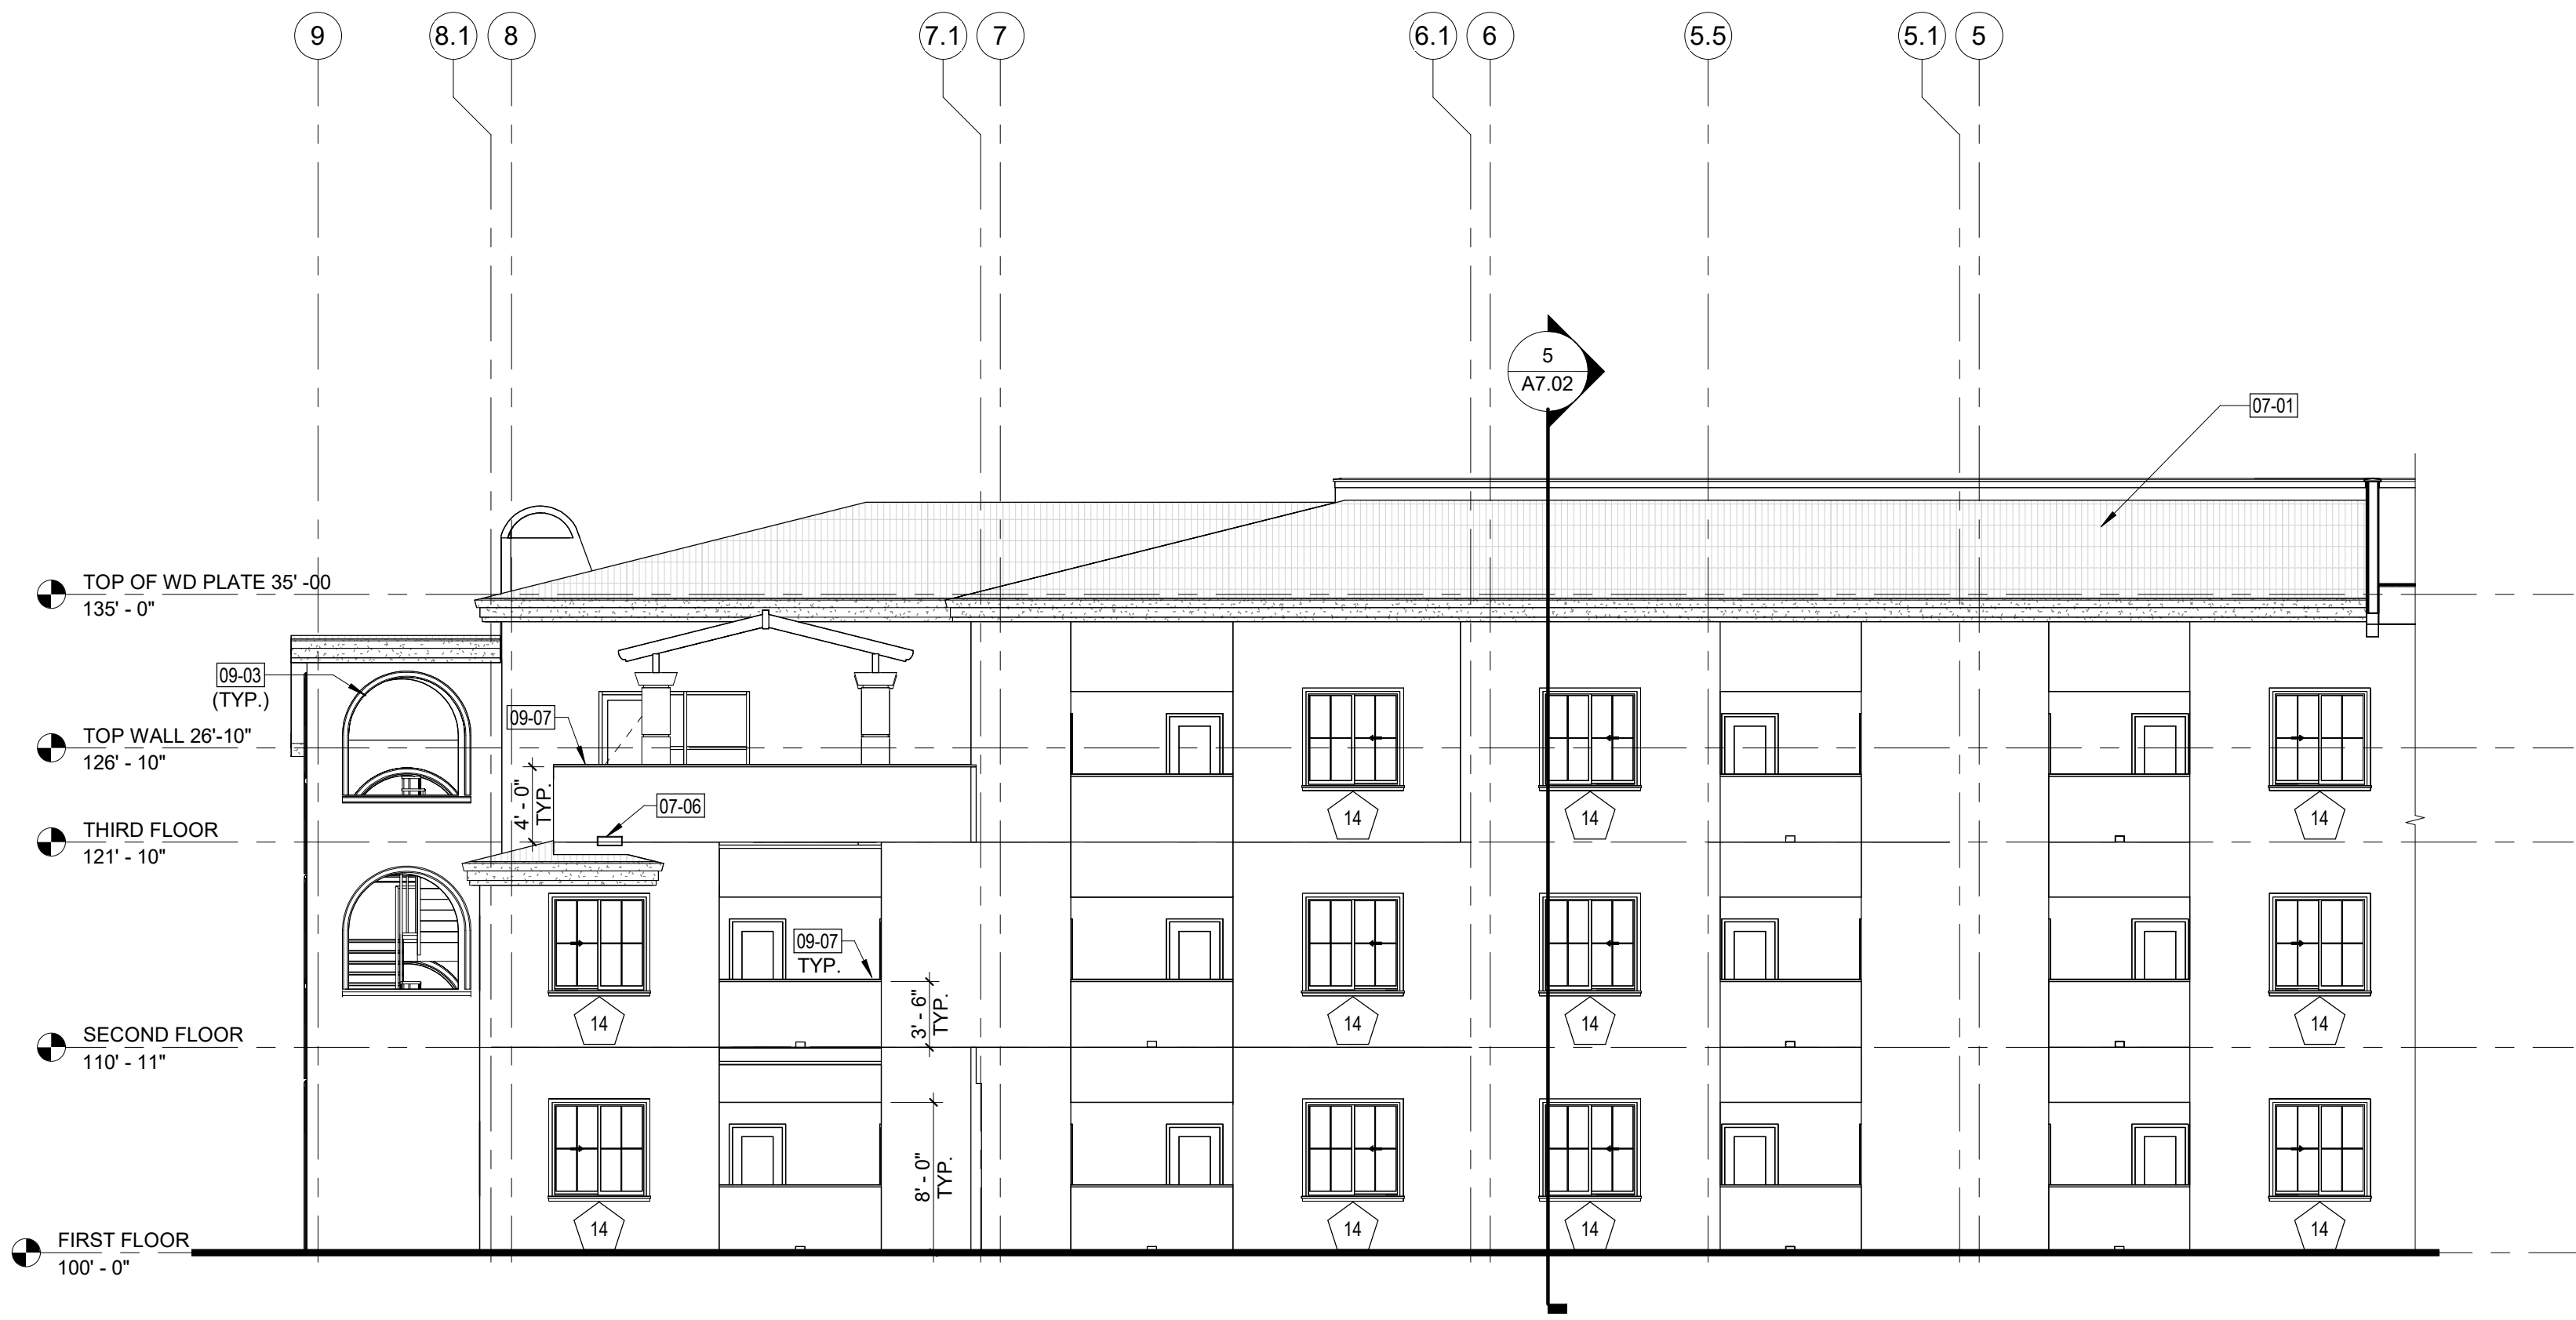 9
8.1
8
7.1
7
6.1
6
5.5
5.1
5
5
A7.02
07-01
TOP OF WD PLATE 35' -00
135' - 0"
09-03
(TYP.)
09-07
TOP WALL 26'-10"
126' - 10"
4' - 0"
TYP.
07-06
14
14
14
THIRD FLOOR
121' - 10"
09-07
TYP.
3' - 6"
TYP.
14
14
14
14
SECOND FLOOR
110' - 11"
8' - 0"
TYP.
14
14
14
14
FIRST FLOOR
100' - 0"